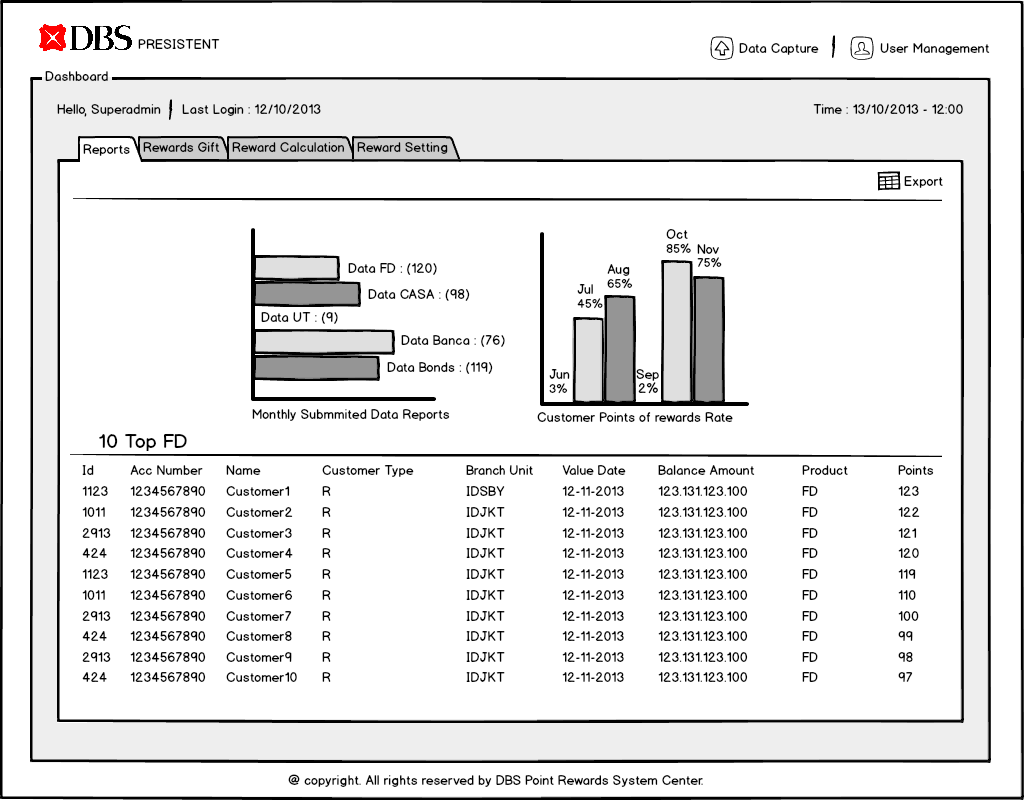 DBS PRESISTENT
Data Capture | User Management
Dashboard
Hello, Superadmin | Last Login : 12/10/2013
Time : 13/10/2013 - 12:00
Reports Rewards Gift Reward Calculation Reward Setting
Export
Data FD : (120)
Data CASA : (98)
Data UT : (9)
Data Banca : (76)
Data Bonds : (119)
Monthly Submmited Data Reports
Jun
3%
Jul
45%
Aug
65%
Sep
2%
Oct
85%
Nov
75%
Customer Points of rewards Rate
10 Top FD
Id Acc Number Name Customer Type Branch Unit Value Date Balance Amount Product Points
1123 1234567890 Customer1 R IDSBY 12-11-2013 123.131.123.100 FD 123
1011 1234567890 Customer2 R IDJKT 12-11-2013 123.131.123.100 FD 122
2913 1234567890 Customer3 R IDJKT 12-11-2013 123.131.123.100 FD 121
424 1234567890 Customer4 R IDJKT 12-11-2013 123.131.123.100 FD 120
1123 1234567890 Customer5 R IDJKT 12-11-2013 123.131.123.100 FD 119
1011 1234567890 Customer6 R IDJKT 12-11-2013 123.131.123.100 FD 110
2913 1234567890 Customer7 R IDJKT 12-11-2013 123.131.123.100 FD 100
424 1234567890 Customer8 R IDJKT 12-11-2013 123.131.123.100 FD 99
2913 1234567890 Customer9 R IDJKT 12-11-2013 123.131.123.100 FD 98
424 1234567890 Customer10 R IDJKT 12-11-2013 123.131.123.100 FD 97
@ copyright. All rights reserved by DBS Point Rewards System Center.